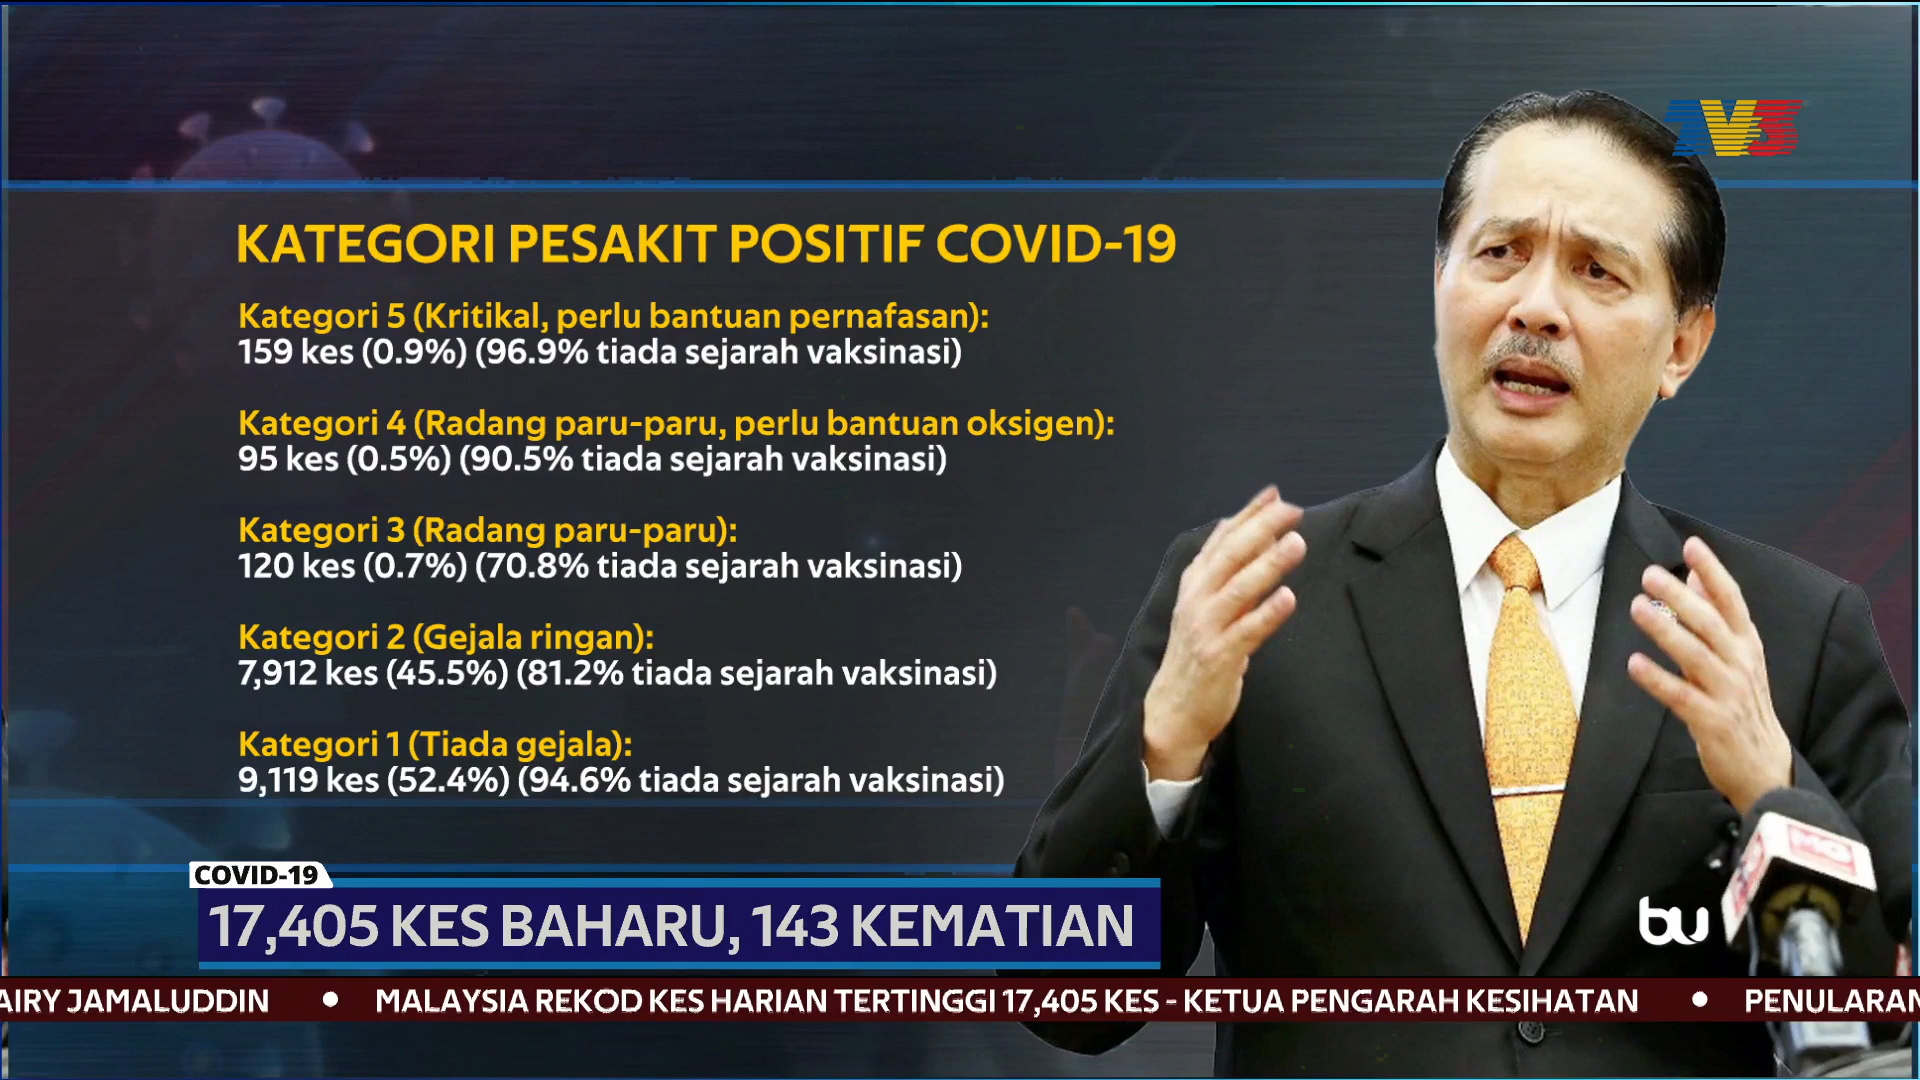 TV3
KATEGORI PESAKIT POSITIF COVID-19
Kategori 5 (Kritikal, perlu bantuan pernafasan):
159 kes (0.9%) (96.9% tiada sejarah vaksinasi)
Kategori 4 (Radang paru-paru, perlu bantuan oksigen):
95 kes (0.5%) (90.5% tiada sejarah vaksinasi)
Kategori 3 (Radang paru-paru):
120 kes (0.7%) (70.8% tiada sejarah vaksinasi)
Kategori 2 (Gejala ringan):
7,912 kes (45.5%) (81.2% tiada sejarah vaksinasi)
Kategori 1 (Tiada gejala):
9,119 kes (52.4%) (94.6% tiada sejarah vaksinasi)
COVID-19
17,405 KES BAHARU, 143 KEMATIAN
bu
AIRY JAMALUDDIN • MALAYSIA REKOD KES HARIAN TERTINGGI 17,405 KES - KETUA PENGARAH KESIHATAN • PENULARAN